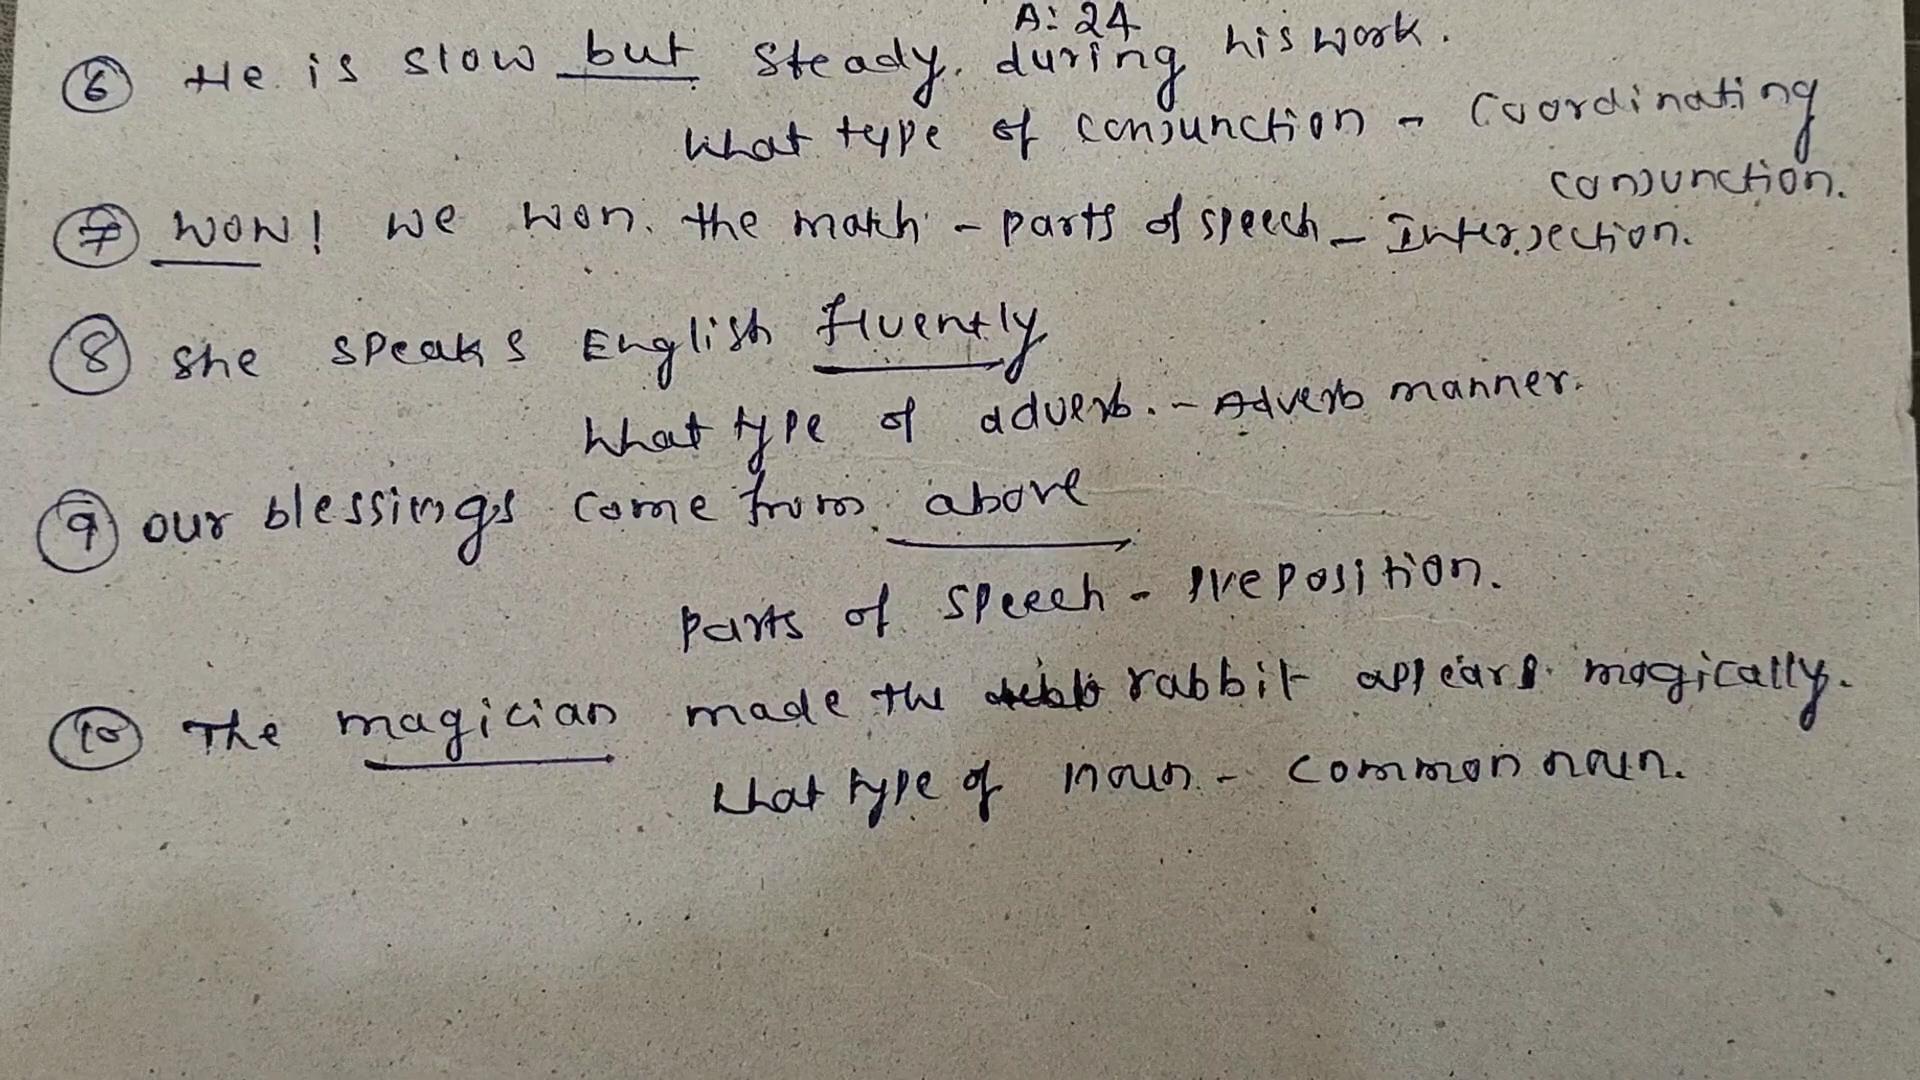 A: 24
⑥ He is slow but steady. during his work.
What type of conjunction - Coordinating
conjunction.
⑦ wow! we won. the match - parts of speech - Interjection.
⑧ she speaks English fluently
What type of adverb. - Adverb manner.
⑨ our blessings come from above
parts of speech - preposition.
⑩ The magician made the rabbit appears magically.
what type of noun - common noun.